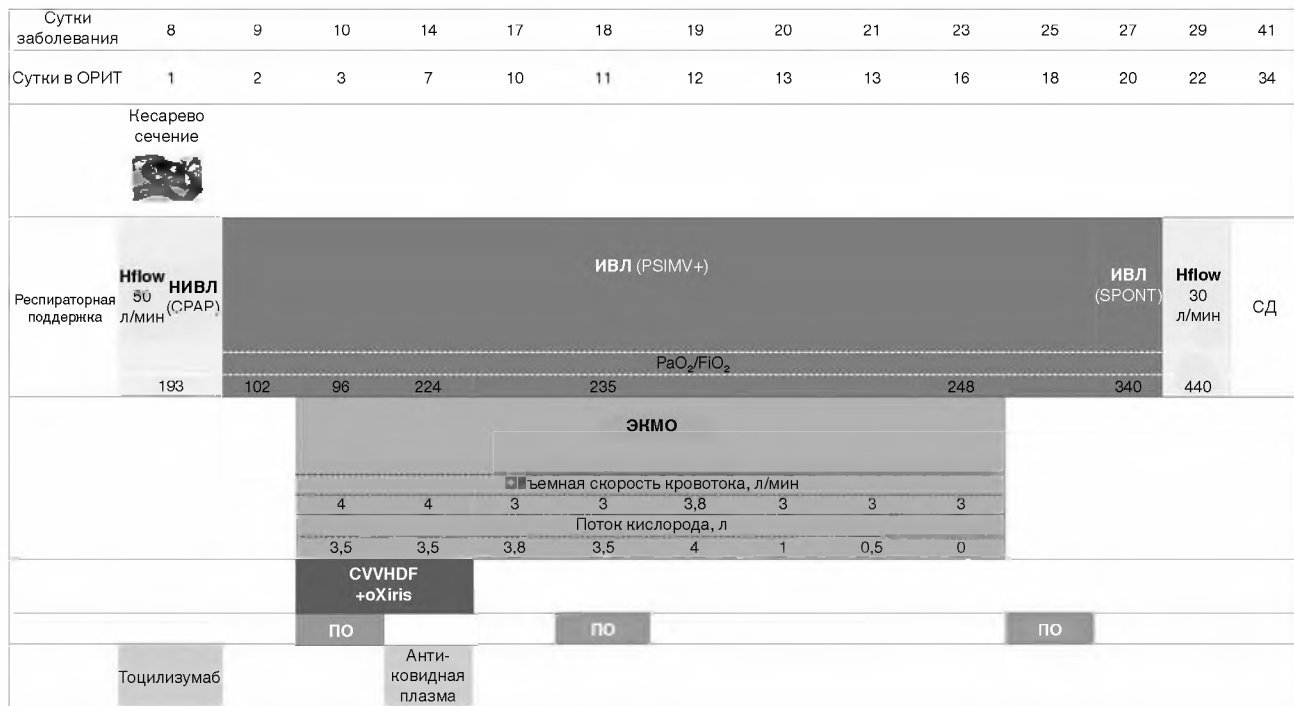 Сутки заболевания 8 9 10 14 17 18 19 20 21 23 25 27 29 41
Сутки в ОРИТ 1 2 3 7 10 11 12 13 13 16 18 20 22 34
Кесарево
сечение
Респираторная
поддержка
Hflow
50
л/мин
НИВЛ
(CPAP)
ИВЛ (PSIMV+)
ИВЛ
(SPONT)
Hflow
30
л/мин
СД
PaO₂/FiO₂
193 102 96 224 235 248 340 440
ЭКМО
ъемная скорость кровотока, л/мин
4 4 3 3 3,8 3 3 3
Поток кислорода, л
3,5 3,5 3,8 3,5 4 1 0,5 0
CVVHDF
+oXiris
ПО ПО ПО
Тоцилизумаб
Анти-
ковидная
плазма